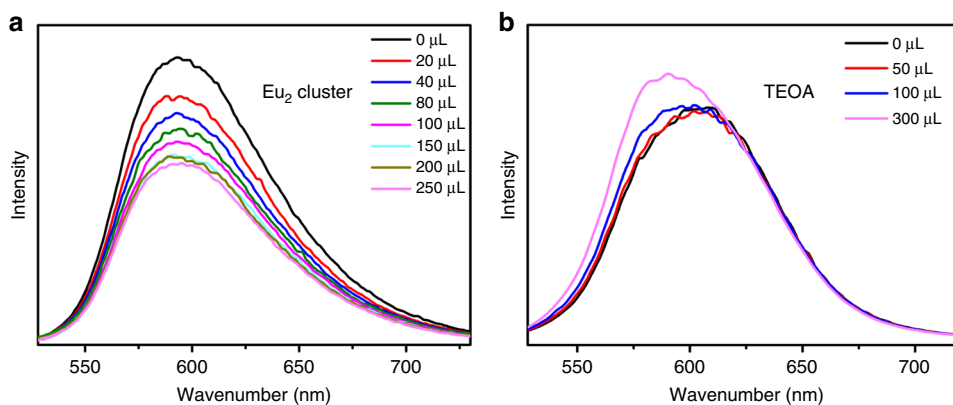 a
Intensity
Eu₂ cluster
0 μL
20 μL
40 μL
80 μL
100 μL
150 μL
200 μL
250 μL
550
600
650
700
Wavenumber (nm)
b
Intensity
TEOA
0 μL
50 μL
100 μL
300 μL
550
600
650
700
Wavenumber (nm)